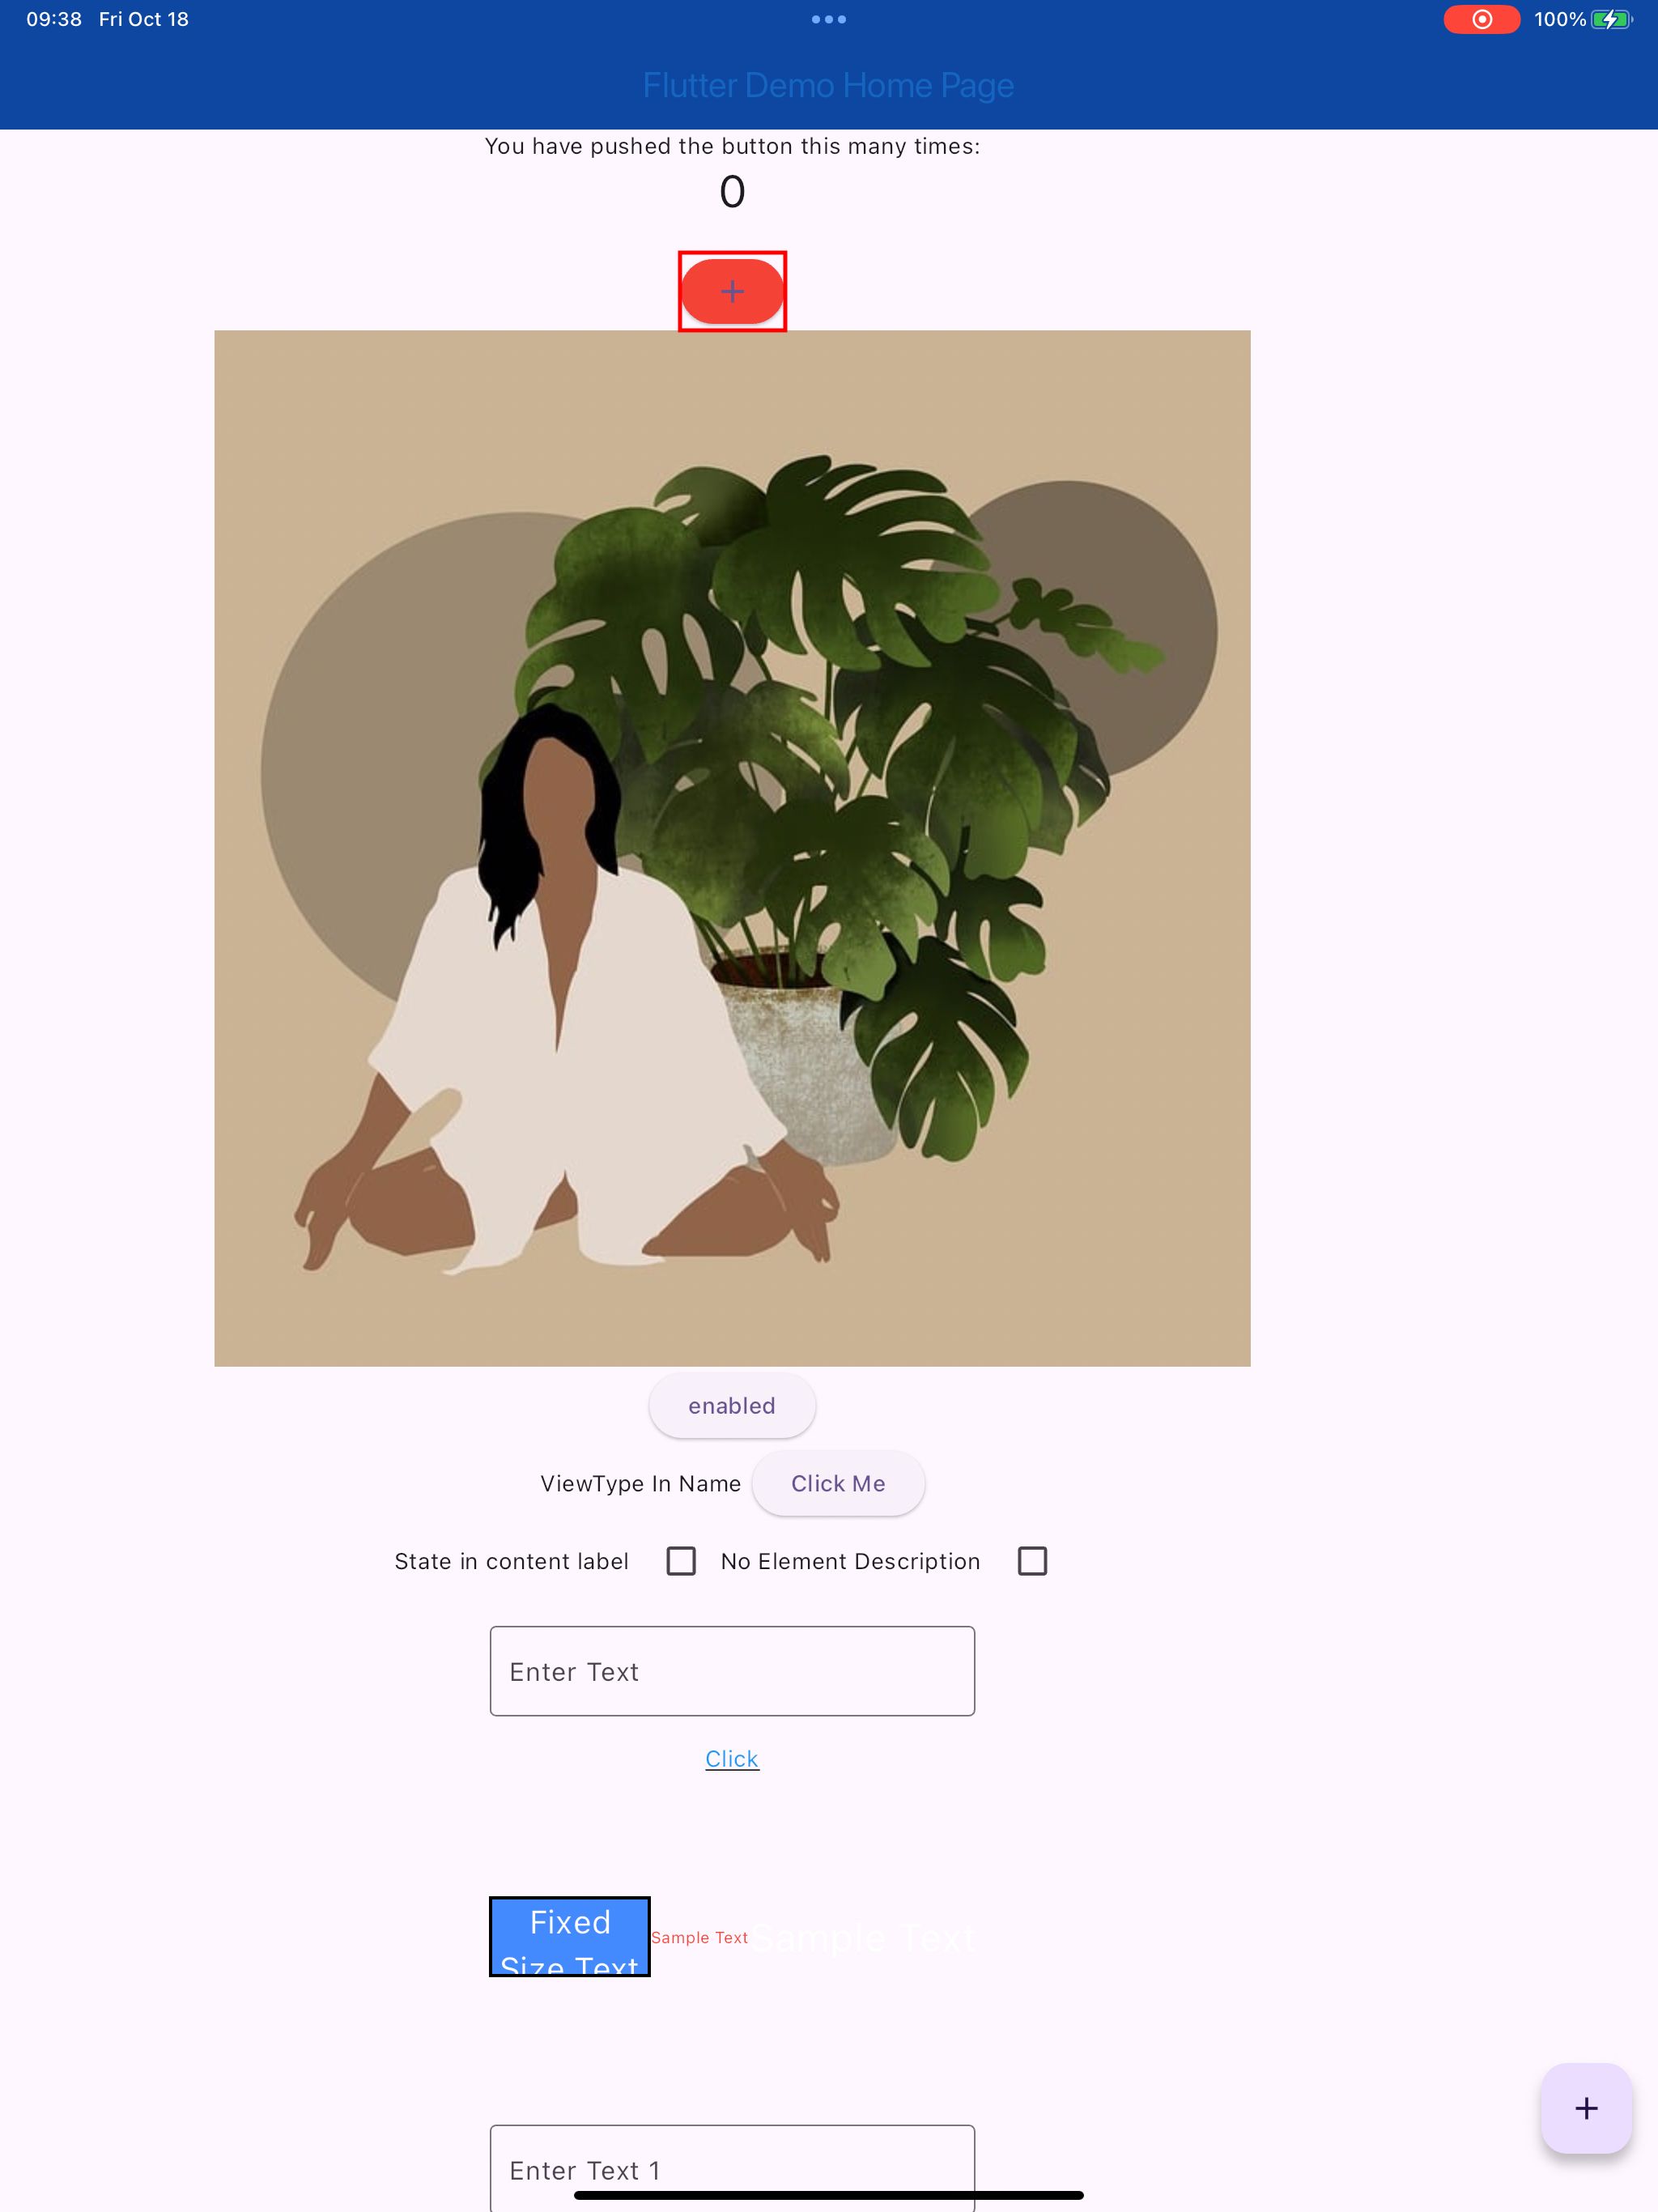 09:38 Fri Oct 18
100%
Flutter Demo Home Page
You have pushed the button this many times:
0
+
enabled
ViewType In Name Click Me
State in content label No Element Description
Enter Text
Click
Fixed
Size Text
Sample Text Sample Text
+
Enter Text 1